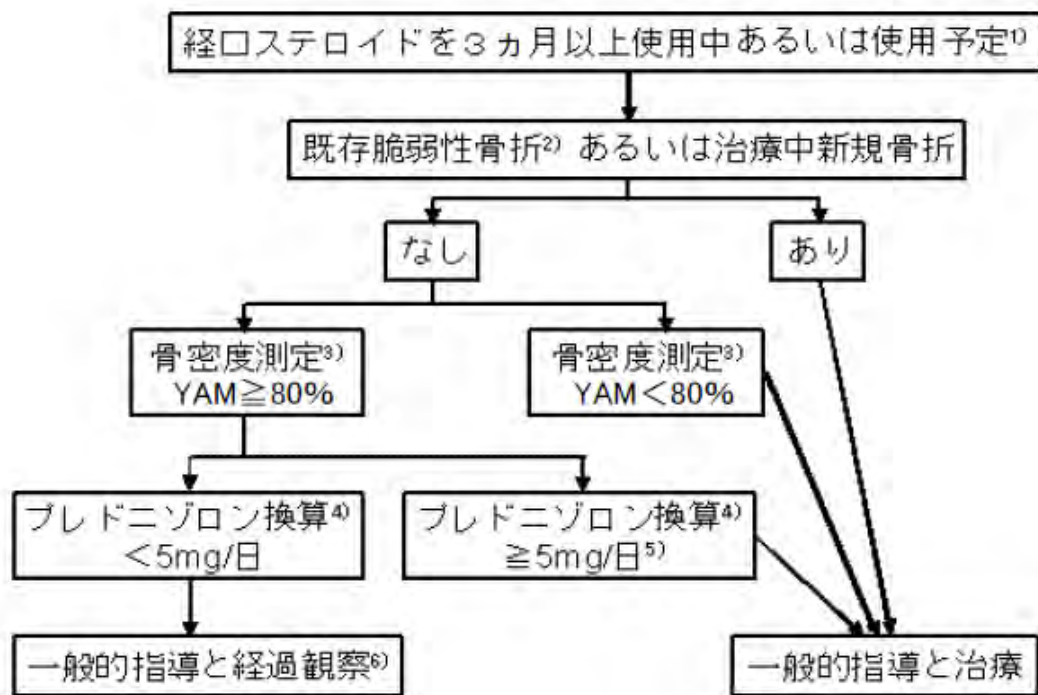 経口ステロイドを3ヵ月以上使用中あるいは使用予定1)
既存脆弱性骨折2) あるいは治療中新規骨折
なし
あり
骨密度測定3)
YAM≧80%
骨密度測定3)
YAM<80%
プレドニゾロン換算4)
<5mg/日
プレドニゾロン換算4)
≧5mg/日5)
一般的指導と経過観察6)
一般的指導と治療